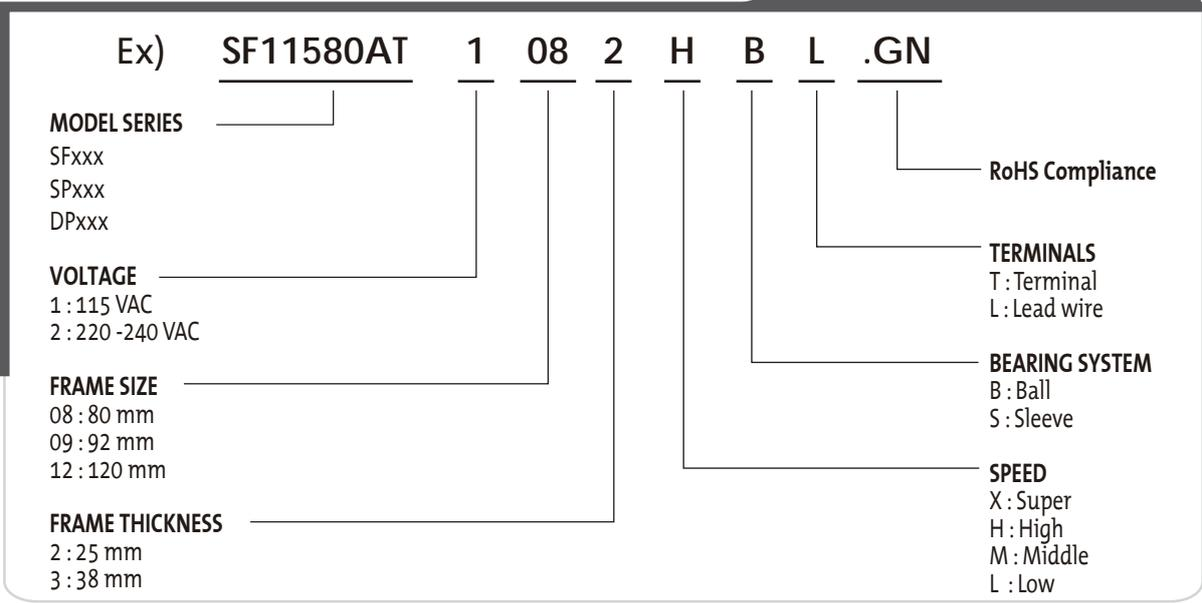 Ex) SF11580AT 1 08 2 H B L .GN
MODEL SERIES
SFxxx
SPxxx
DPxxx
VOLTAGE
1 : 115 VAC
2 : 220 -240 VAC
FRAME SIZE
08 : 80 mm
09 : 92 mm
12 : 120 mm
FRAME THICKNESS
2 : 25 mm
3 : 38 mm
RoHS Compliance
TERMINALS
T : Terminal
L : Lead wire
BEARING SYSTEM
B : Ball
S : Sleeve
SPEED
X : Super
H : High
M : Middle
L : Low